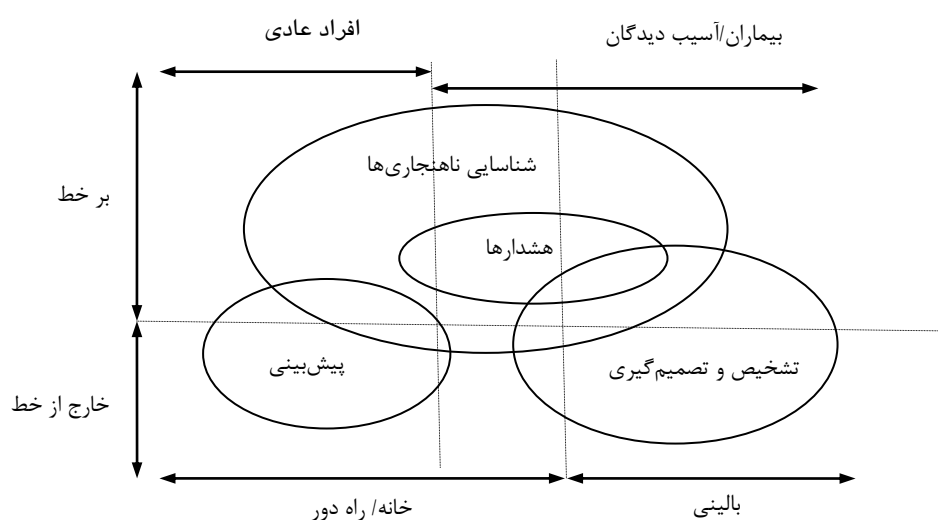 افراد عادی
بیماران/آسیب دیدگان
شناسایی ناهنجاری‌ها
بر خط
هشدارها
پیش‌بینی
تشخیص و تصمیم‌گیری
خارج از خط
خانه/ راه دور
بالینی